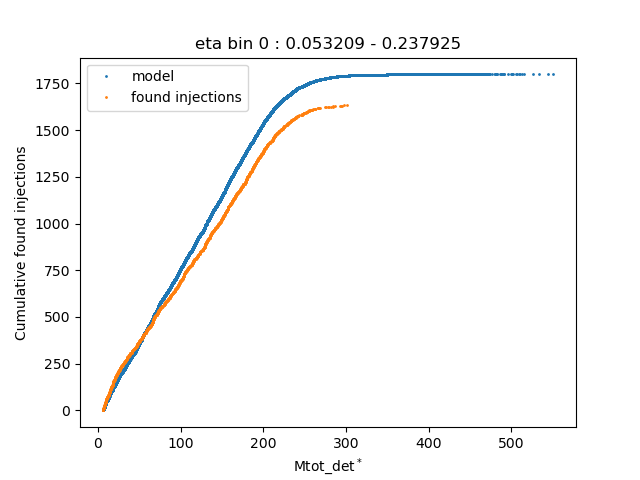 eta bin 0 : 0.053209 - 0.237925
model
found injections
Cumulative found injections
1750
1500
1250
1000
750
500
250
0
0 100 200 300 400 500
Mtot_det*